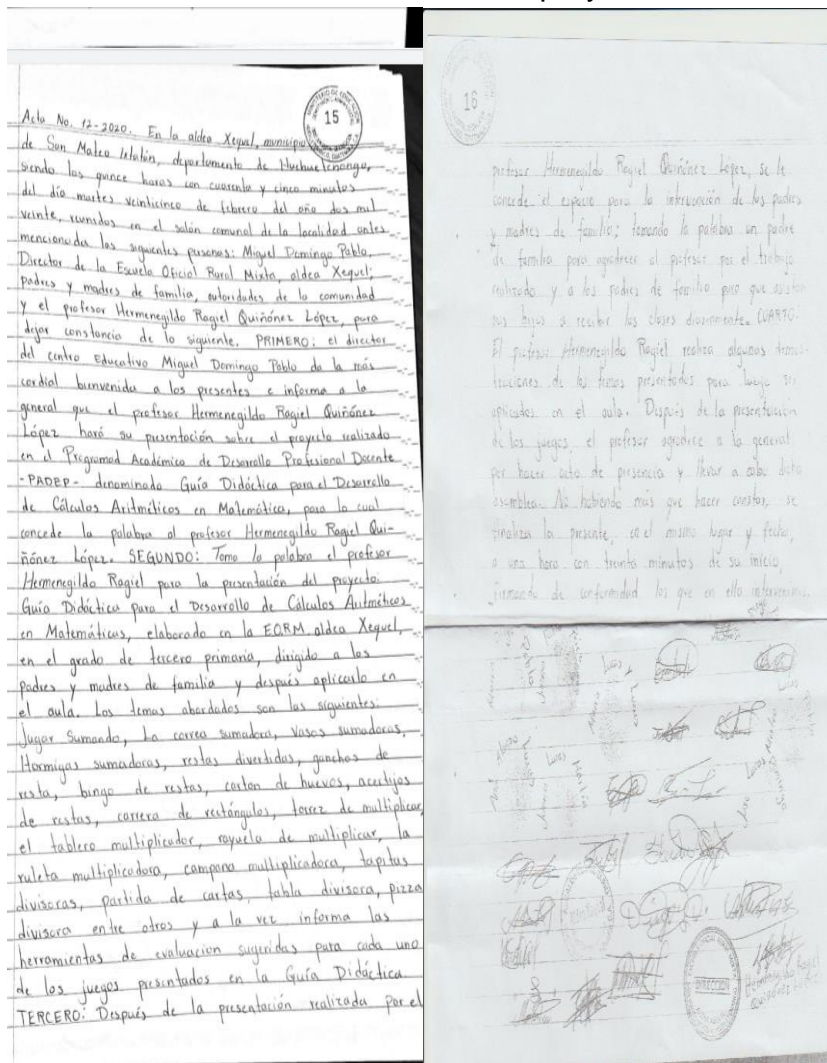 15
Acta No. 12-2020. En la aldea Xequel, municipio
de San Mateo Ixtatán, departamento de Huehuetenango,
siendo las quince horas con cuarenta y cinco minutos
del día martes veinticinco de febrero del año dos mil
veinte, reunidos en el salón comunal de la localidad antes
mencionada las siguientes personas: Miguel Domingo Pablo,
Director de la Escuela Oficial Rural Mixta, aldea Xequel;
padres y madres de familia, autoridades de la comunidad
y el profesor Hermenegildo Ragiel Quiñónez López, para
dejar constancia de lo siguiente. PRIMERO: el director
del centro Educativo Miguel Domingo Pablo da la más
cordial bienvenida a los presentes e informa a la
general que el profesor Hermenegildo Ragiel Quiñónez
López hará su presentación sobre el proyecto realizado
en el Programad Académico de Desarrollo Profesional Docente
-PADEP- denominado Guía Didáctica para el Desarrollo
de Cálculos Aritméticos en Matemática, para lo cual
concede la palabra al profesor Hermenegildo Ragiel Qui-
ñónez López. SEGUNDO: Toma la palabra el profesor
Hermenegildo Ragiel para la presentación del proyecto:
Guía Didáctica para el Desarrollo de Cálculos Aritméticos
en Matemáticas, elaborado en la EORM aldea Xequel,
en el grado de tercero primaria, dirigido a los
padres y madres de familia y después aplicarlo en
el aula. Los temas abordados son los siguientes:
Jugar Sumando, La correa sumadora, Vasos sumadoras,
Hormigas sumadoras, restas divertidas, ganchos de
resta, bingo de restas, carton de huevos, acertijos
de restas, carrera de rectángulos, torrez de multiplicar,
el tablero multiplicador, rayuela de multiplicar, la
ruleta multiplicadora, campana multiplicadora, tapitas
divisoras, partida de cartas, tabla divisora, pizza
divisora entre otros y a la vez informa las
herramientas de evaluacion sugeridas para cada uno
de los juegos presentados en la Guía Didáctica
TERCERO: Después de la presentación realizada por el
16
profesor Hermenegildo Ragiel Quiñónez López, se le
concede el espacio para la intervención de los padres
y madres de familia; tomando la palabra un padre
de familia para agradecer al profesor por el trabajo
realizado y a los padres de familia para que asistan
sus hijos a recibir las clases diariamente. CUARTO:
El profesor Hermenegildo Ragiel realiza algunas demos-
traciones de los temas presentados para luego ser
aplicados en el aula. Después de la presentación
de los juegos, el profesor agradece a la general
por hacer acto de presencia y llevar a cabo dicha
asamblea. No habiendo más que hacer constar, se
finaliza la presente, en el mismo lugar y fecha,
a una hora con treinta minutos de su inicio,
firmando de conformidad los que en ella intervenimos.
DIRECCION
Hermenegildo Ragiel
Quiñónez López